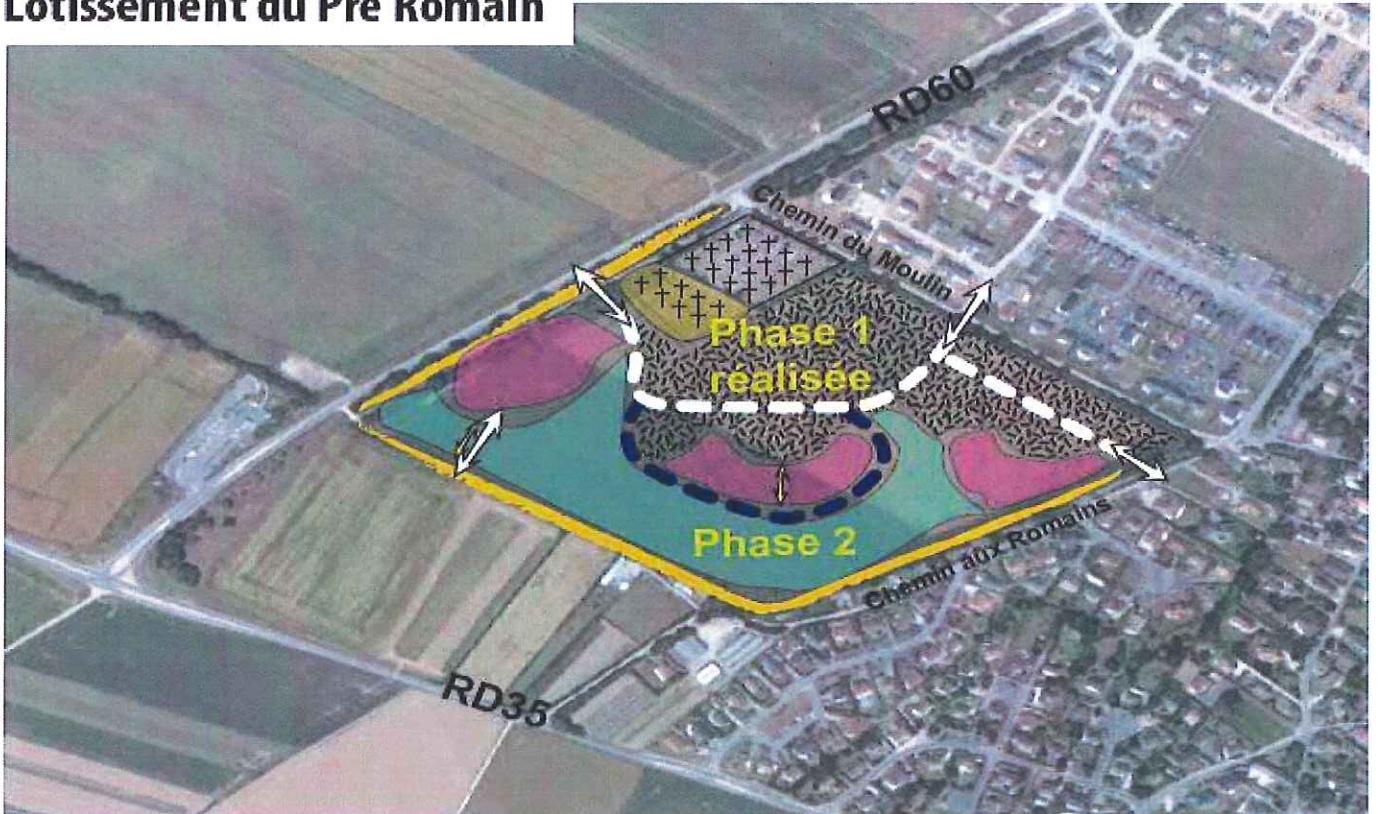 Lotissement du Pré Romain
RD60
Chemin du Moulin
Phase 1
réalisée
Phase 2
Chemin aux Romains
RD35